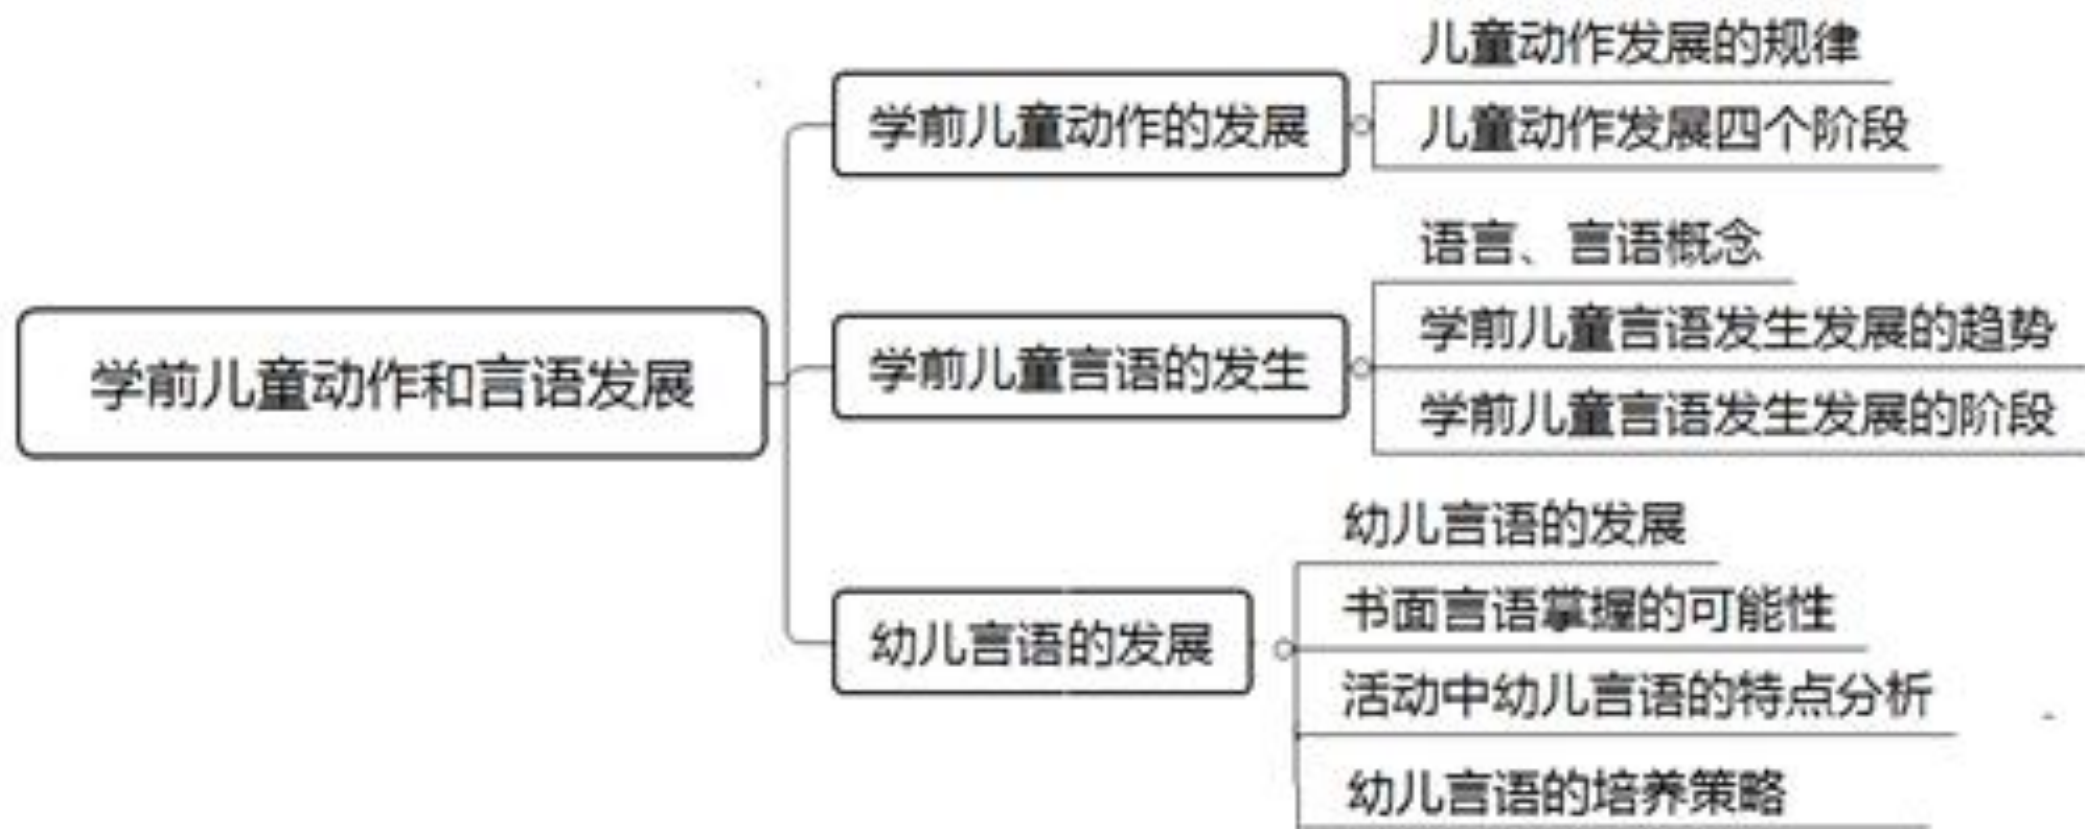 学前儿童动作和言语发展
学前儿童动作的发展
儿童动作发展的规律
儿童动作发展四个阶段
学前儿童言语的发生
语言、言语概念
学前儿童言语发生发展的趋势
学前儿童言语发生发展的阶段
幼儿言语的发展
幼儿言语的发展
书面言语掌握的可能性
活动中幼儿言语的特点分析
幼儿言语的培养策略